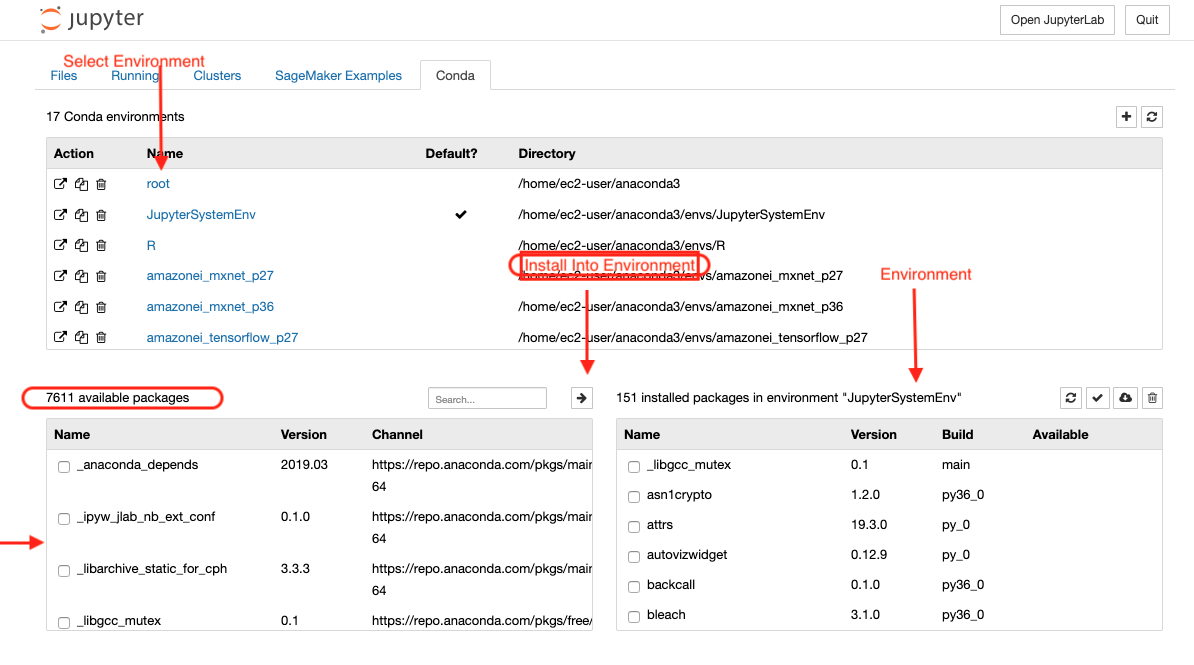 jupyter
Open JupyterLab Quit
Select Environment
Files Running Clusters SageMaker Examples Conda
17 Conda environments
Action Name Default? Directory
root /home/ec2-user/anaconda3
JupyterSystemEnv /home/ec2-user/anaconda3/envs/JupyterSystemEnv
R /home/ec2-user/anaconda3/envs/R
Install Into Environment
Environment
amazonei_mxnet_p27 /home/ec2-user/anaconda3/envs/amazonei_mxnet_p27
amazonei_mxnet_p36 /home/ec2-user/anaconda3/envs/amazonei_mxnet_p36
amazonei_tensorflow_p27 /home/ec2-user/anaconda3/envs/amazonei_tensorflow_p27
7611 available packages Search...
Name Version Channel
_anaconda_depends 2019.03 https://repo.anaconda.com/pkgs/main
64
_ipyw_jlab_nb_ext_conf 0.1.0 https://repo.anaconda.com/pkgs/main
64
_libarchive_static_for_cph 3.3.3 https://repo.anaconda.com/pkgs/main
64
_libgcc_mutex 0.1 https://repo.anaconda.com/pkgs/free/
151 installed packages in environment "JupyterSystemEnv"
Name Version Build Available
_libgcc_mutex 0.1 main
asn1crypto 1.2.0 py36_0
attrs 19.3.0 py_0
autovizwidget 0.12.9 py_0
backcall 0.1.0 py36_0
bleach 3.1.0 py36_0